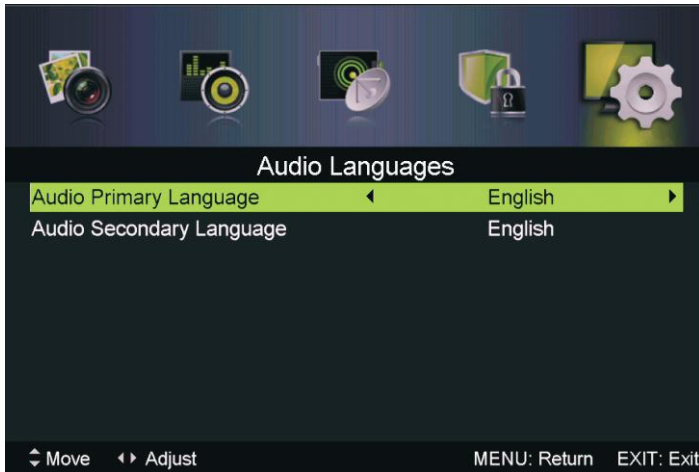 Audio Languages
Audio Primary Language English
Audio Secondary Language English
Move Adjust MENU: Return EXIT: Exit